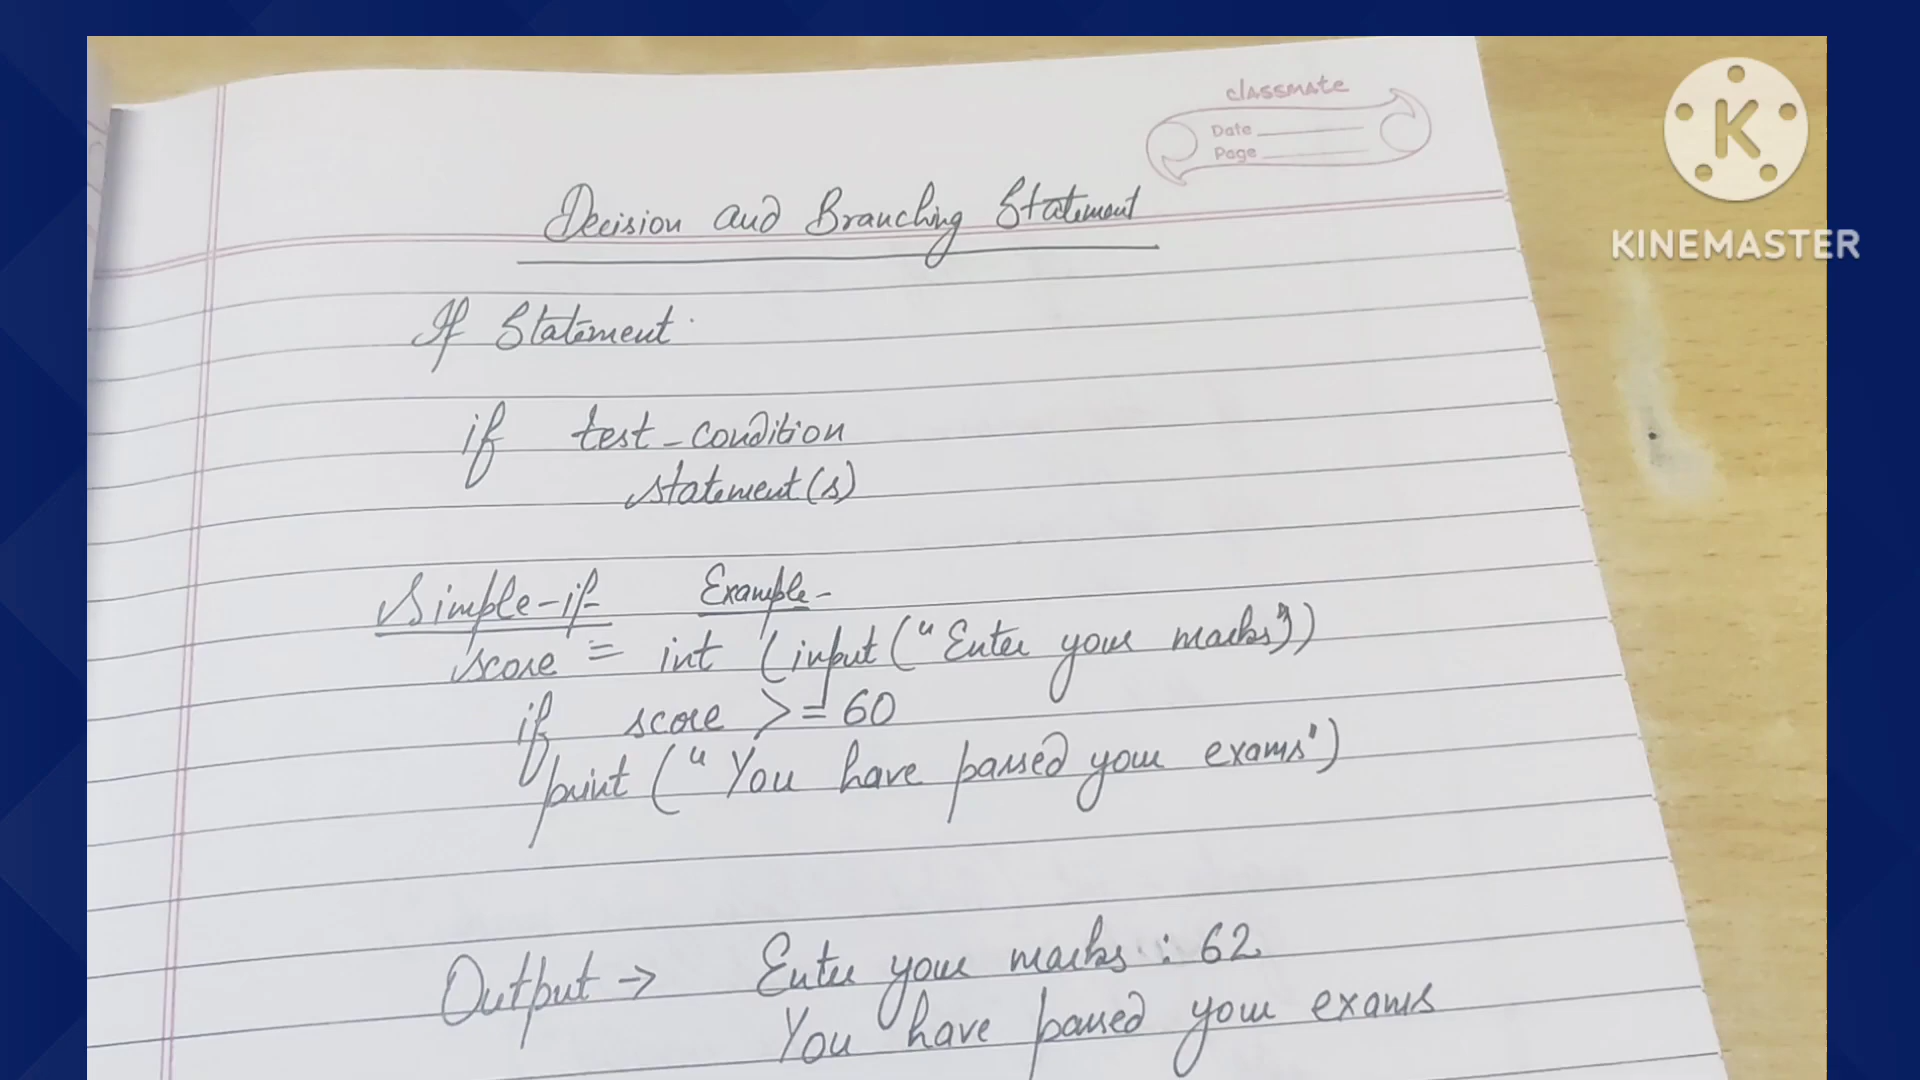 classmate
Date
Page
Decision and Branching Statement
If Statement
if test-condition
statement(s)
Simple-if Example-
score = int (input ("Enter your marks"))
if score >= 60
print ("You have passed your exams")
Output → Enter your marks : 62
You have passed your exams
K
KINEMASTER